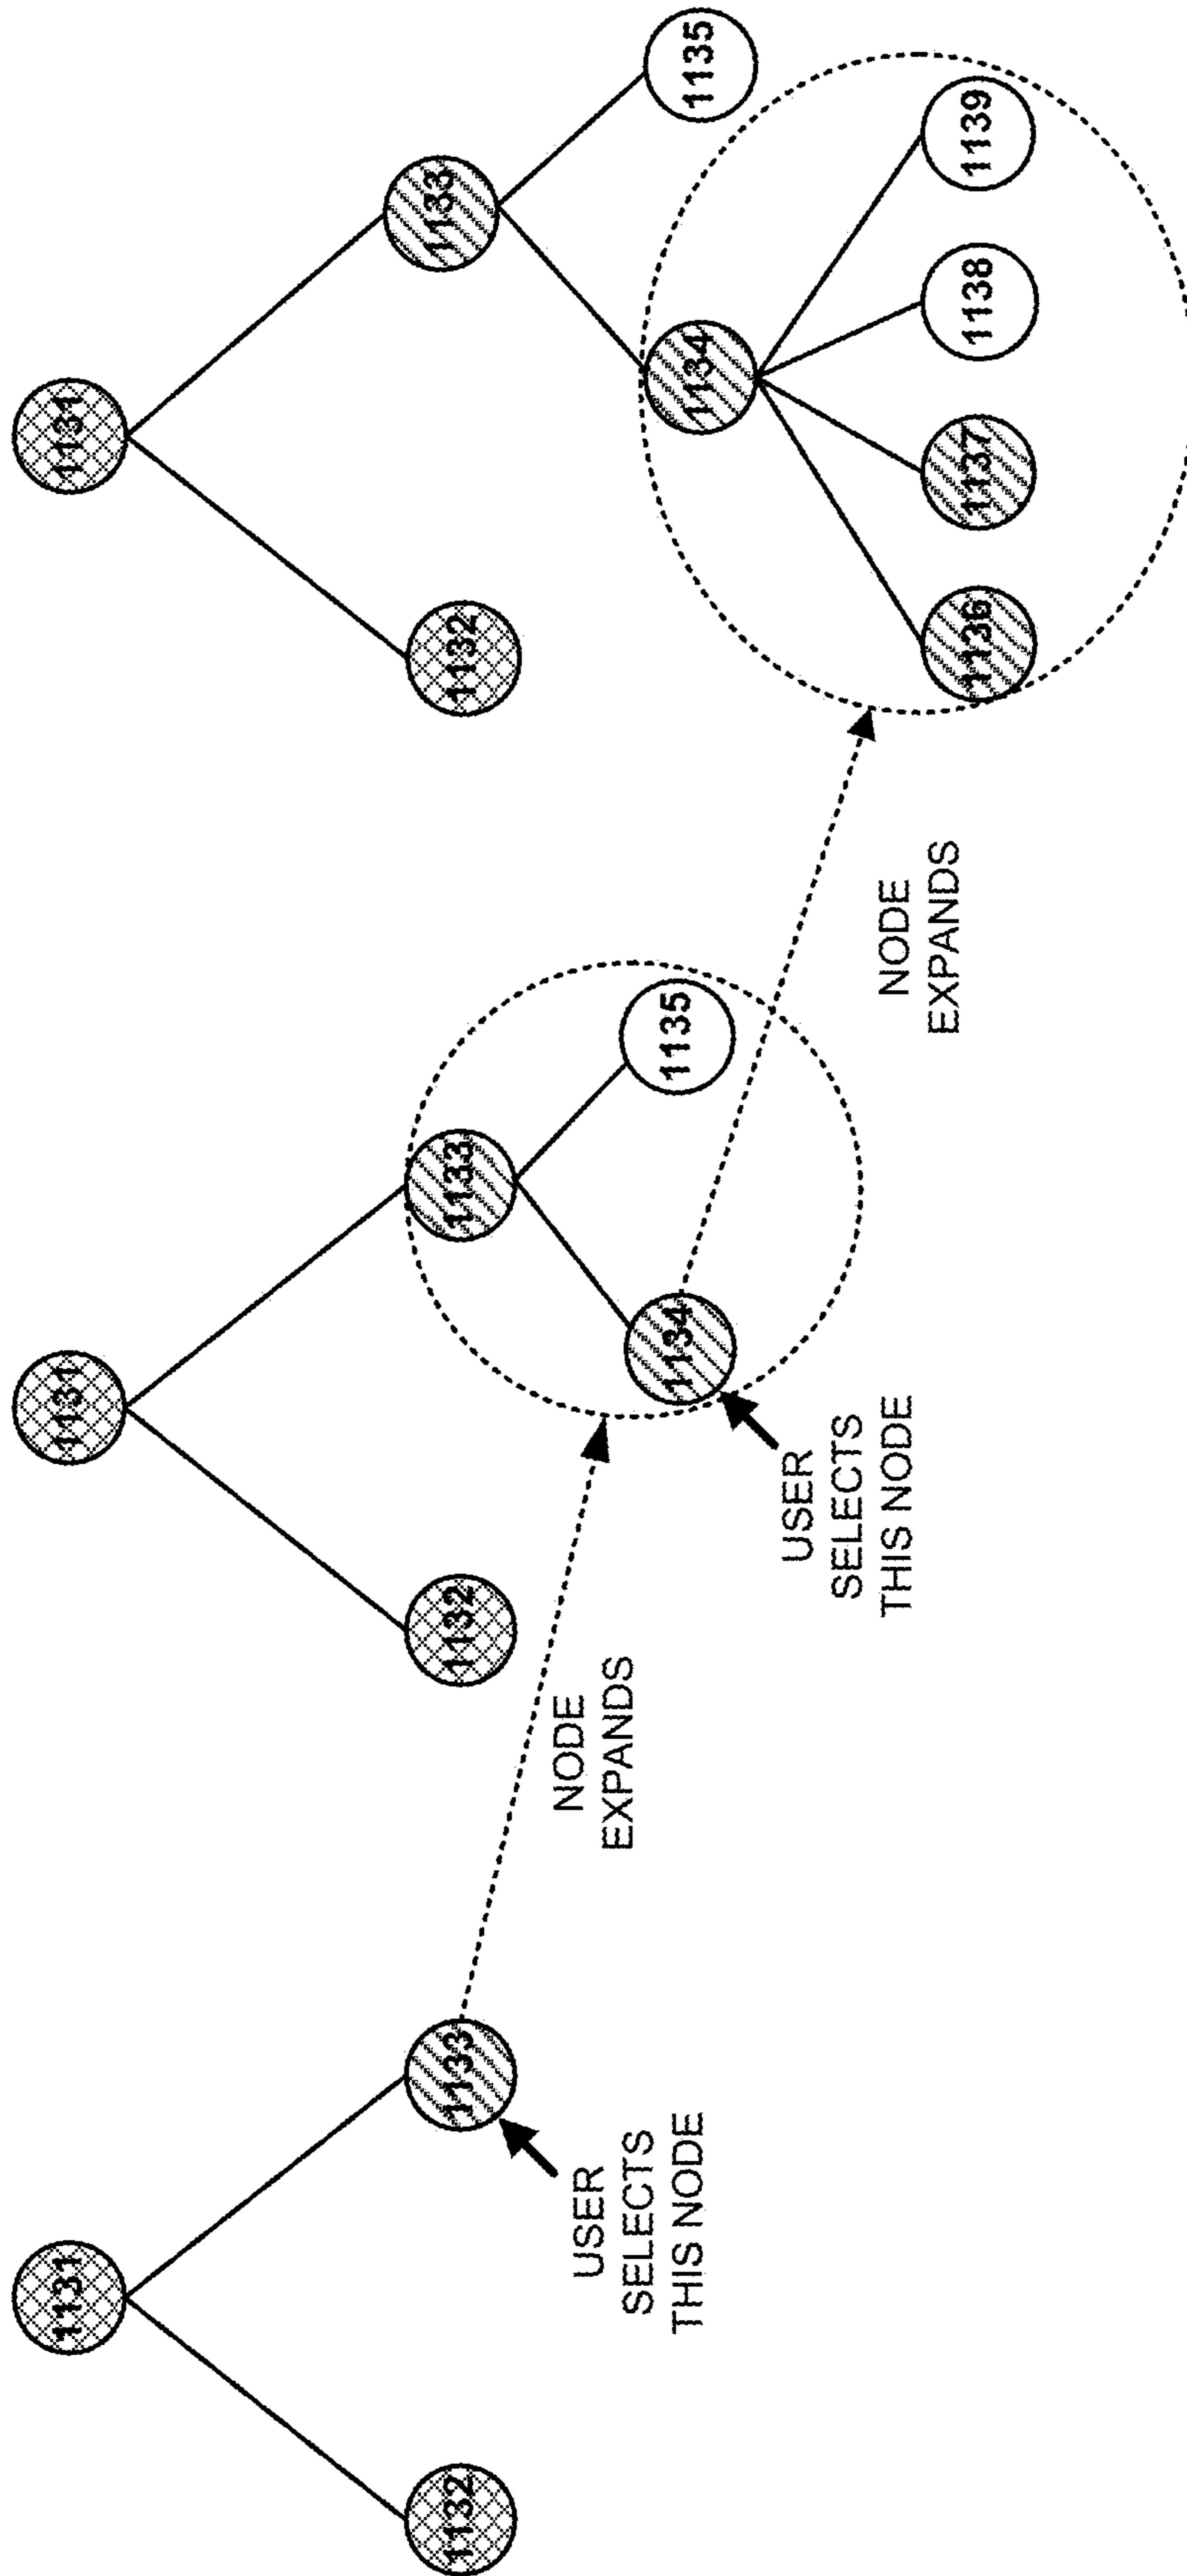 1131
1132
1133
USER
SELECTS
THIS NODE
NODE
EXPANDS
1131
1132
1133
1134
1135
USER
SELECTS
THIS NODE
NODE
EXPANDS
1131
1132
1133
1134
1135
1136
1137
1138
1139